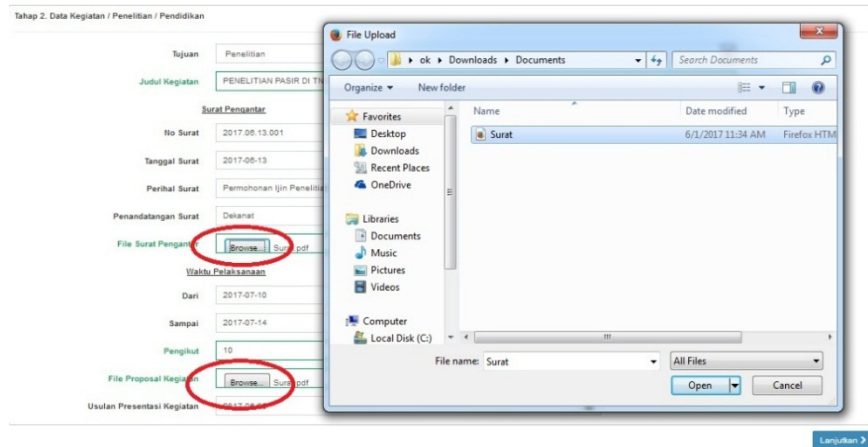 Tahap 2. Data Kegiatan / Penelitian / Pendidikan
Tujuan Penelitian
Judul Kegiatan PENELITIAN PASIR DI TN
Surat Pengantar
No Surat 2017.06.13.001
Tanggal Surat 2017-06-13
Perihal Surat Permohonan Ijin Penelitia
Penandatangan Surat Dekanat
File Surat Pengantar Browse... Surat.pdf
Waktu Pelaksanaan
Dari 2017-07-10
Sampai 2017-07-14
Pengikut 10
File Proposal Kegiatan Browse... Surat.pdf
Usulan Presentasi Kegiatan
Lanjutkan
File Upload
ok Downloads Documents
Search Documents
Organize New folder
Favorites
Desktop
Downloads
Recent Places
OneDrive
Libraries
Documents
Music
Pictures
Videos
Computer
Local Disk (C:)
Name Date modified Type
Surat 6/1/2017 11:34 AM Firefox HTM
File name: Surat All Files
Open Cancel